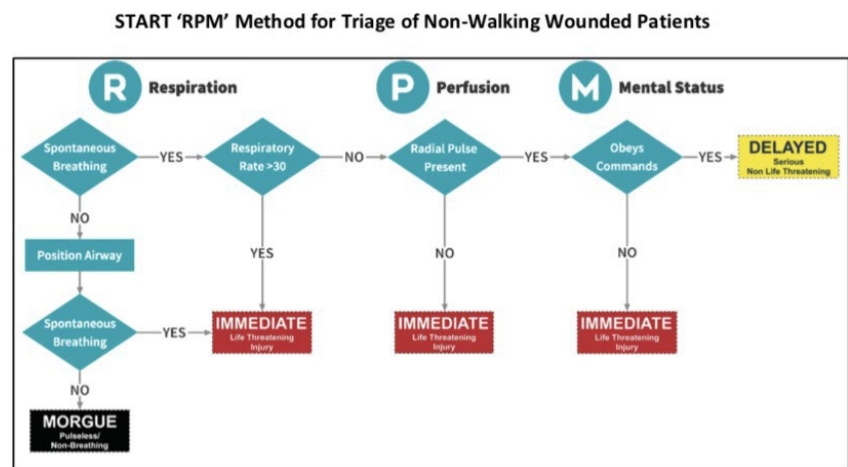 START ‘RPM’ Method for Triage of Non-Walking Wounded Patients
R Respiration
P Perfusion
M Mental Status
Spontaneous
Breathing
YES
Respiratory
Rate >30
NO
Radial Pulse
Present
YES
Obeys
Commands
YES
DELAYED
Serious
Non Life Threatening
NO
Position Airway
YES
NO
NO
Spontaneous
Breathing
YES
IMMEDIATE
Life Threatening
Injury
IMMEDIATE
Life Threatening
Injury
IMMEDIATE
Life Threatening
Injury
NO
MORGUE
Pulseless/
Non-Breathing